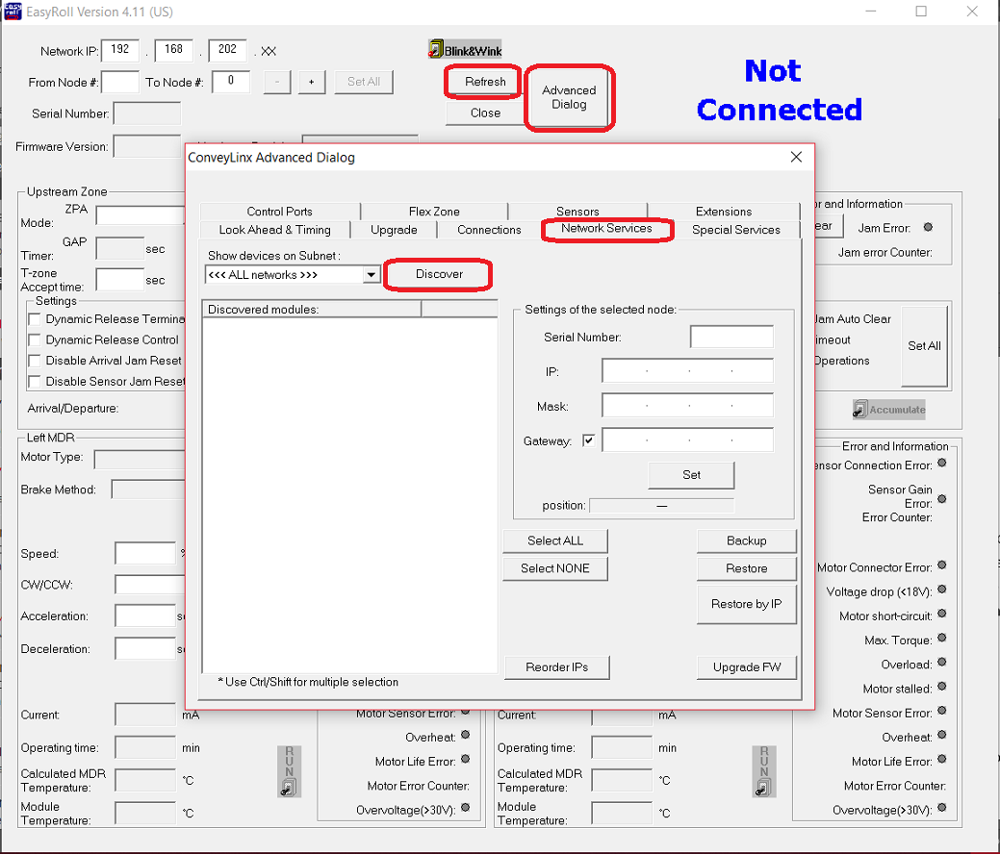 EasyRoll Version 4.11 (US)
Network IP: 192 . 168 . 202 . XX
Blink&Wink
From Node #: To Node #: 0 - + Set All
Refresh
Advanced
Dialog
Not
Connected
Serial Number:
Close
Firmware Version:
ConveyLinx Advanced Dialog
Control Ports Flex Zone Sensors Extensions
Look Ahead & Timing Upgrade Connections Network Services Special Services
Show devices on Subnet :
<<< ALL networks >>> Discover
Discovered modules:
Settings of the selected node:
Serial Number:
IP: . . .
Mask: . . .
Gateway: . . .
Set
position: —
Select ALL Backup
Select NONE Restore
Restore by IP
Reorder IPs Upgrade FW
* Use Ctrl/Shift for multiple selection
Upstream Zone
ZPA
Mode:
GAP
Timer: sec
T-zone
Accept time: sec
Settings
Dynamic Release Termina
Dynamic Release Control
Disable Arrival Jam Reset
Disable Sensor Jam Reset
Arrival/Departure:
or and Information
ear Jam Error:
Jam error Counter:
Jam Auto Clear
imeout
Operations
Set All
Accumulate
Left MDR
Motor Type:
Brake Method:
Speed: %
CW/CCW:
Acceleration: se
Deceleration: se
Current: mA
Operating time: min
Calculated MDR
Temperature: °C
Module
Temperature: °C
RUN
Motor Sensor Error:
Overheat:
Motor Life Error:
Motor Error Counter:
Overvoltage(>30V):
Current: mA
Operating time: min
Calculated MDR
Temperature: °C
Module
Temperature: °C
RUN
Error and Information
ensor Connection Error:
Sensor Gain
Error:
Error Counter:
Motor Connector Error:
Voltage drop (<18V):
Motor short-circuit:
Max. Torque:
Overload:
Motor stalled:
Motor Sensor Error:
Overheat:
Motor Life Error:
Motor Error Counter:
Overvoltage(>30V):